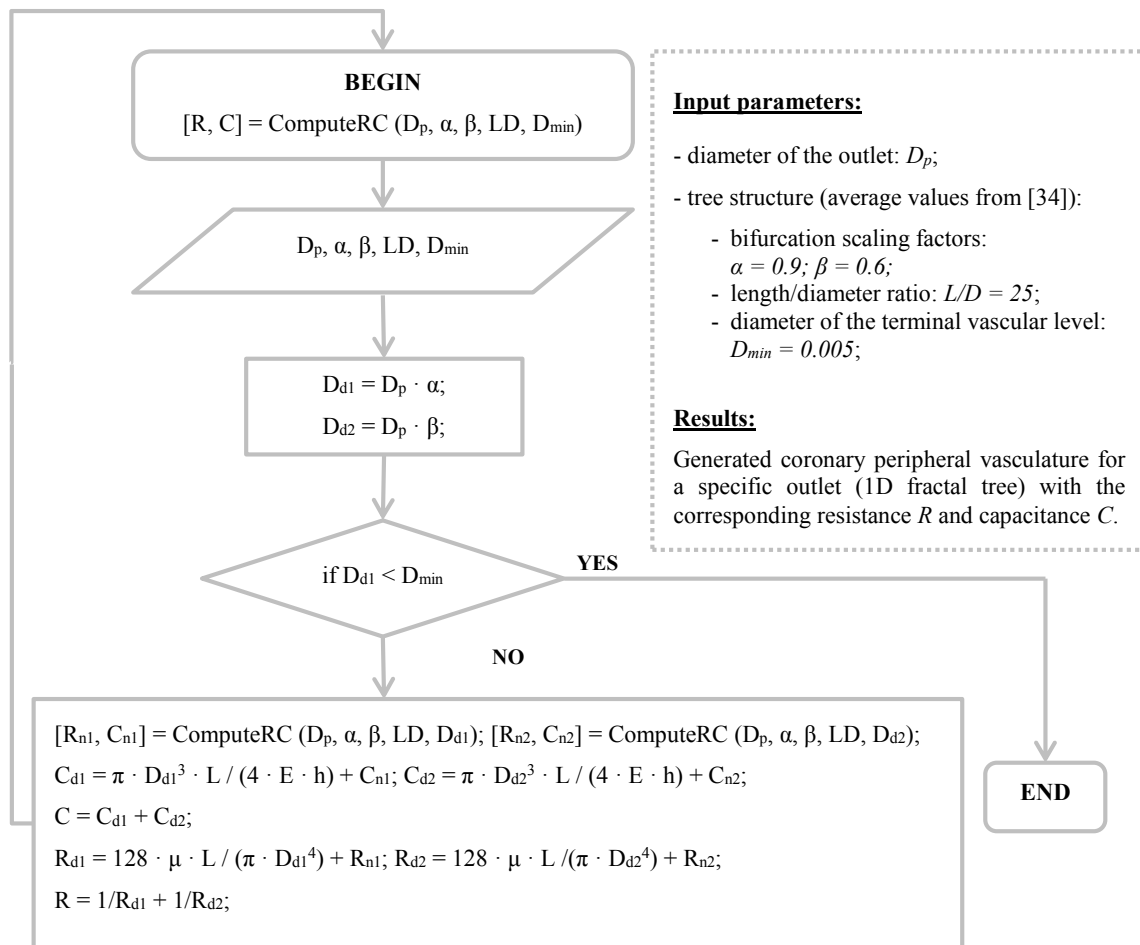 BEGIN
[R, C] = ComputeRC (Dp, α, β, LD, Dmin)
Dp, α, β, LD, Dmin
Dd1 = Dp · α;
Dd2 = Dp · β;
if Dd1 < Dmin
YES
NO
[Rn1, Cn1] = ComputeRC (Dp, α, β, LD, Dd1); [Rn2, Cn2] = ComputeRC (Dp, α, β, LD, Dd2);
Cd1 = π · Dd1³ · L / (4 · E · h) + Cn1; Cd2 = π · Dd2³ · L / (4 · E · h) + Cn2;
C = Cd1 + Cd2;
Rd1 = 128 · μ · L / (π · Dd1⁴) + Rn1; Rd2 = 128 · μ · L /(π · Dd2⁴) + Rn2;
R = 1/Rd1 + 1/Rd2;
END
Input parameters:
- diameter of the outlet: Dp;
- tree structure (average values from [34]):
- bifurcation scaling factors:
α = 0.9; β = 0.6;
- length/diameter ratio: L/D = 25;
- diameter of the terminal vascular level:
Dmin = 0.005;
Results:
Generated coronary peripheral vasculature for
a specific outlet (1D fractal tree) with the
corresponding resistance R and capacitance C.